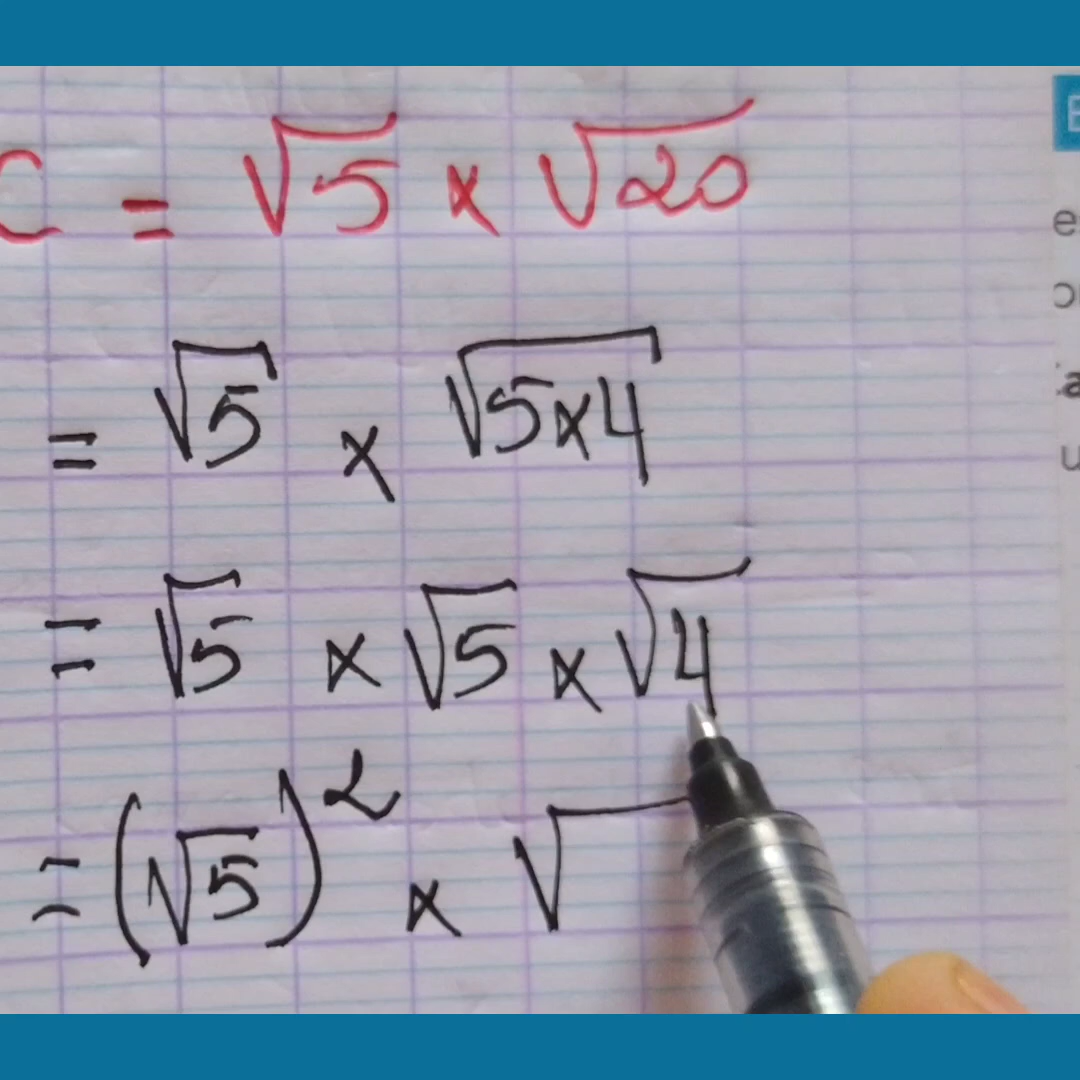 C = √5 × √20
= √5 × √5×4
= √5 × √5 × √4
= (√5)² × √